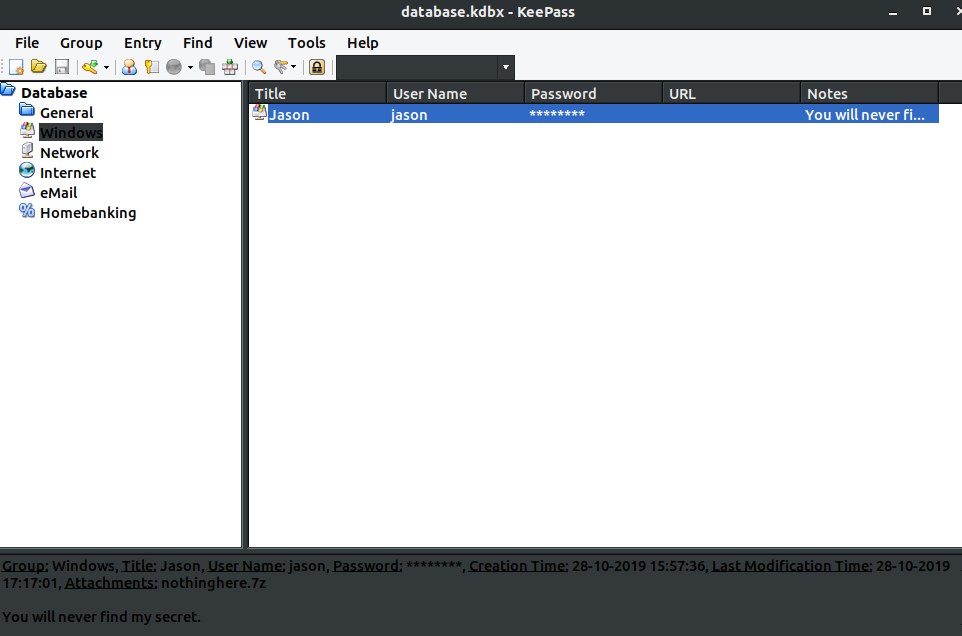 database.kdbx - KeePass
File Group Entry Find View Tools Help
Database
General
Windows
Network
Internet
eMail
Homebanking
Title User Name Password URL Notes
Jason jason ******** You will never fi...
Group: Windows, Title: Jason, User Name: jason, Password: ********, Creation Time: 28-10-2019 15:57:36, Last Modification Time: 28-10-2019
17:17:01, Attachments: nothinghere.7z
You will never find my secret.